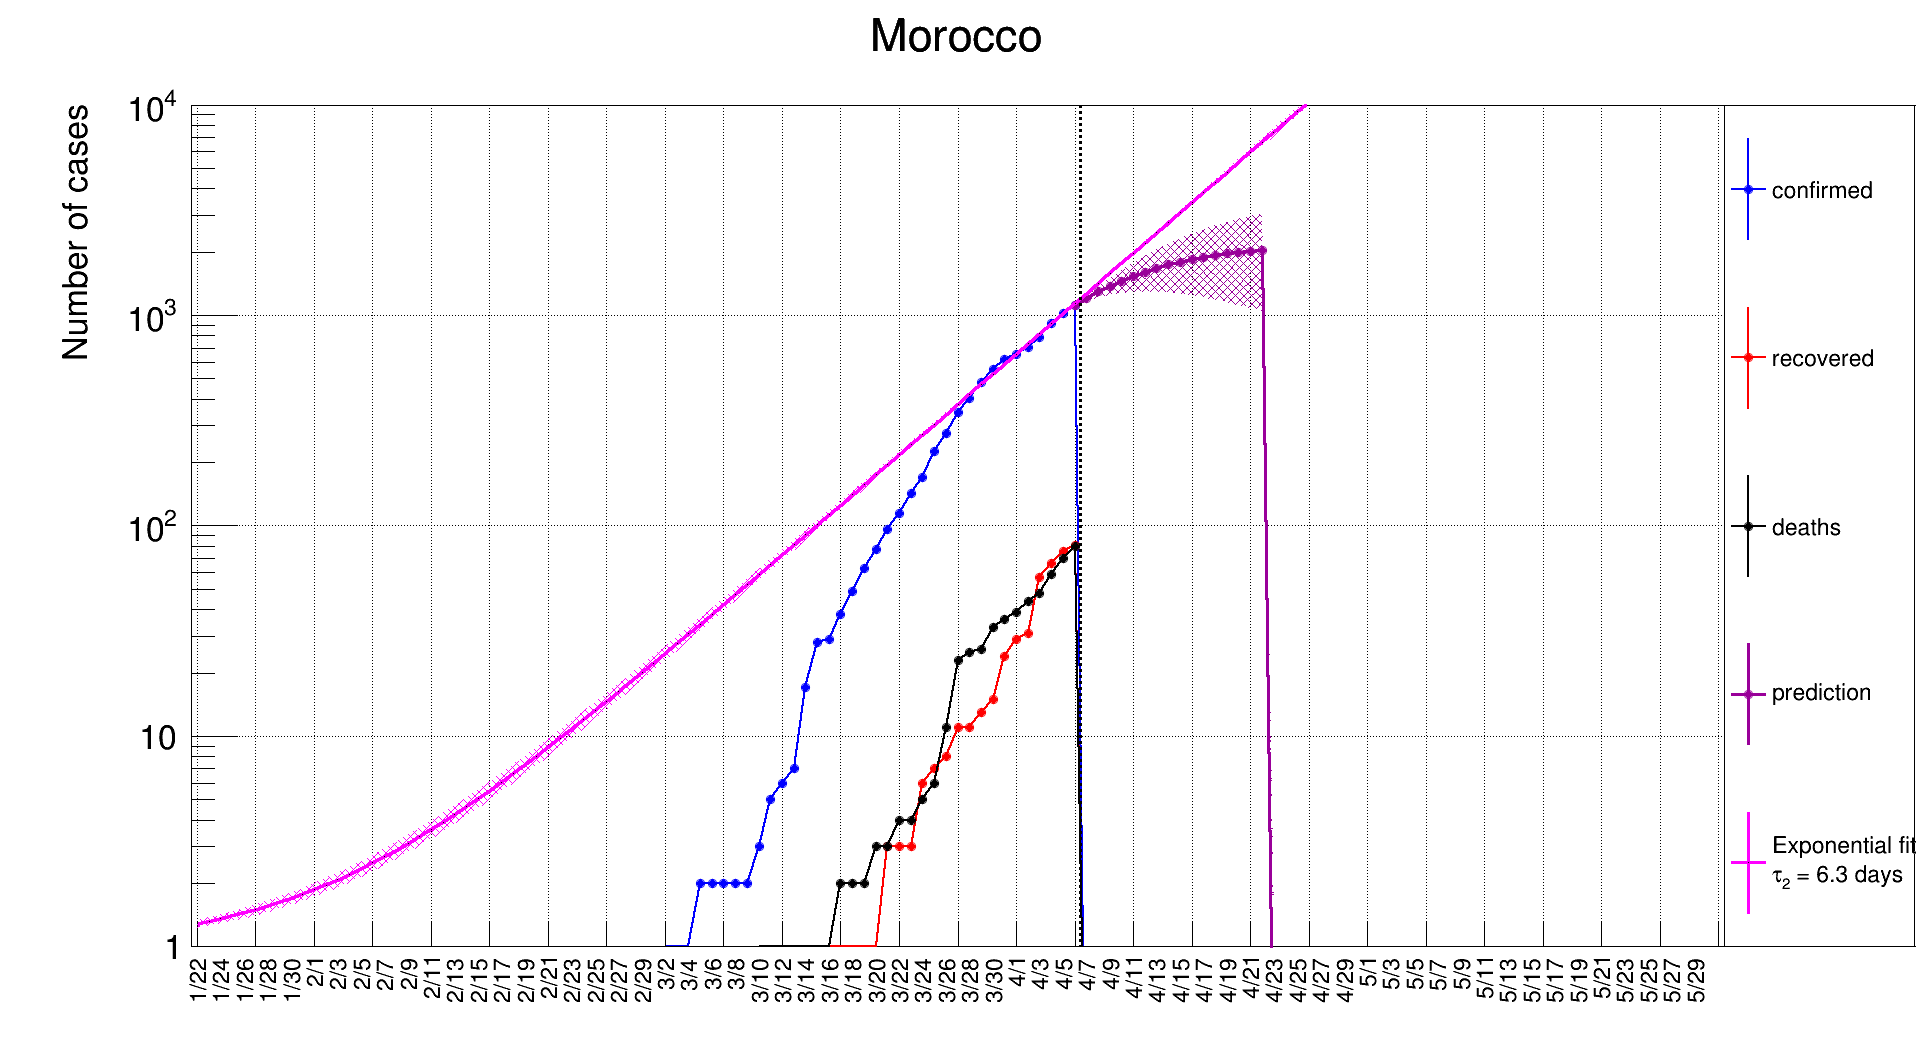 Morocco
Number of cases
10⁴
10³
10²
10
1
1/22 1/24 1/26 1/28 1/30 2/1 2/3 2/5 2/7 2/9 2/11 2/13 2/15 2/17 2/19 2/21 2/23 2/25 2/27 2/29 3/2 3/4 3/6 3/8 3/10 3/12 3/14 3/16 3/18 3/20 3/22 3/24 3/26 3/28 3/30 4/1 4/3 4/5 4/7 4/9 4/11 4/13 4/15 4/17 4/19 4/21 4/23 4/25 4/27 4/29 5/1 5/3 5/5 5/7 5/9 5/11 5/13 5/15 5/17 5/19 5/21 5/23 5/25 5/27 5/29
confirmed
recovered
deaths
prediction
Exponential fit
τ₂ = 6.3 days